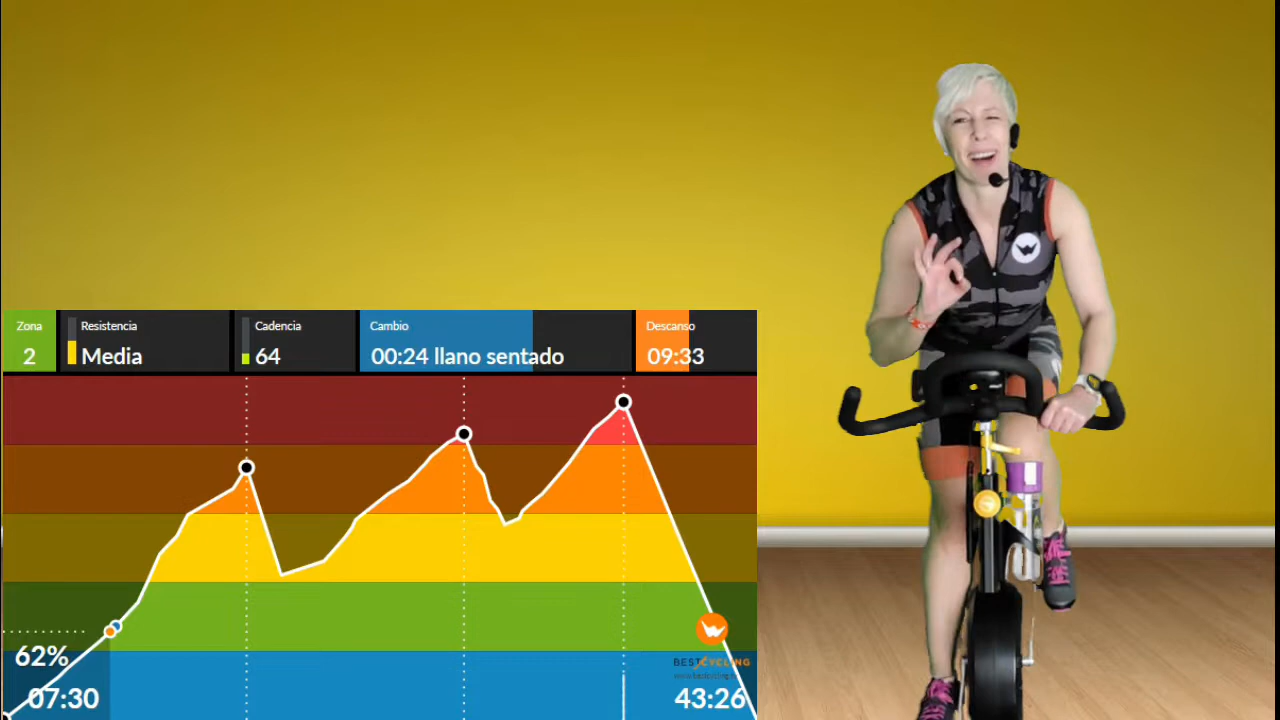 Zona
2
Resistencia
Media
Cadencia
64
Cambio
00:24 llano sentado
Descanso
09:33
62%
07:30
BESTCYCLING
43:26